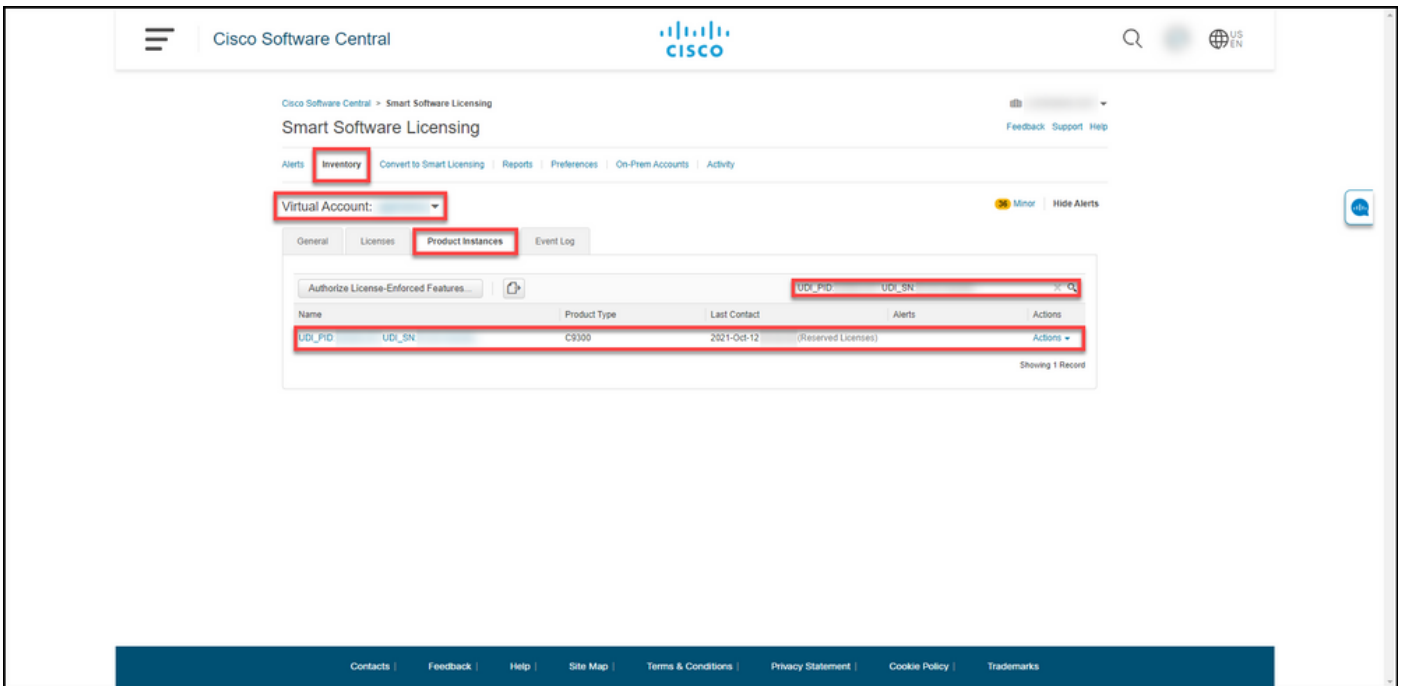 Cisco Software Central
CISCO
US
EN
Cisco Software Central > Smart Software Licensing
Smart Software Licensing
Feedback Support Help
Alerts Inventory Convert to Smart Licensing | Reports | Preferences | On-Prem Accounts | Activity
Virtual Account:
36 Minor | Hide Alerts
General Licenses Product Instances Event Log
Authorize License-Enforced Features... UDI_PID UDI_SN
Name Product Type Last Contact Alerts Actions
UDI_PID UDI_SN C9300 2021-Oct-12 (Reserved Licenses) Actions
Showing 1 Record
Contacts | Feedback | Help | Site Map | Terms & Conditions | Privacy Statement | Cookie Policy | Trademarks